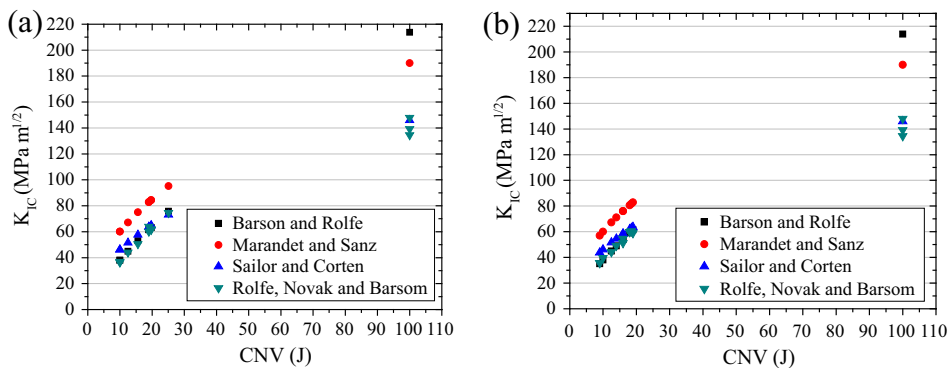 (a)
K_IC (MPa m^1/2)
220
200
180
160
140
120
100
80
60
40
20
0
Barson and Rolfe
Marandet and Sanz
Sailor and Corten
Rolfe, Novak and Barsom
0 10 20 30 40 50 60 70 80 90 100 110
CNV (J)
(b)
K_IC (MPa m^1/2)
220
200
180
160
140
120
100
80
60
40
20
0
Barson and Rolfe
Marandet and Sanz
Sailor and Corten
Rolfe, Novak and Barsom
0 10 20 30 40 50 60 70 80 90 100 110
CNV (J)